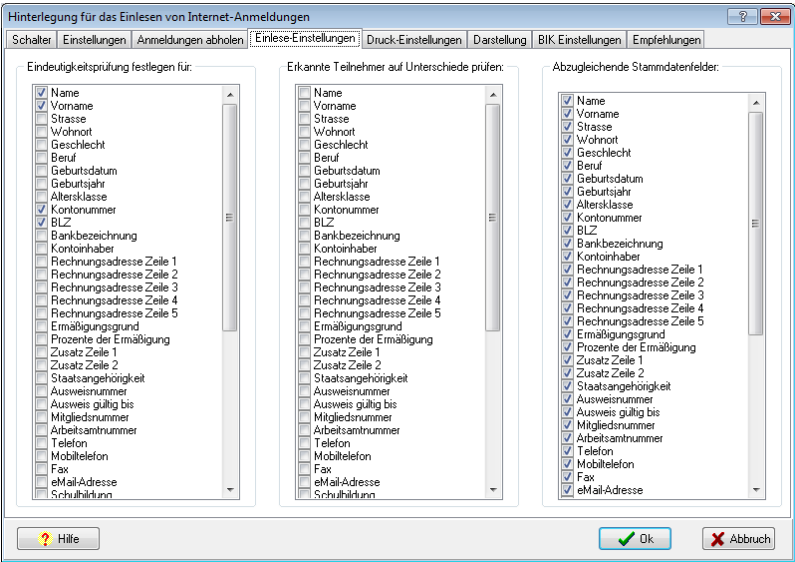 Hinterlegung für das Einlesen von Internet-Anmeldungen
Schalter Einstellungen Anmeldungen abholen Einlese-Einstellungen Druck-Einstellungen Darstellung BIK Einstellungen Empfehlungen
Eindeutigkeitsprüfung festlegen für:
Name
Vorname
Strasse
Wohnort
Geschlecht
Beruf
Geburtsdatum
Geburtsjahr
Altersklasse
Kontonummer
BLZ
Bankbezeichnung
Kontoinhaber
Rechnungsadresse Zeile 1
Rechnungsadresse Zeile 2
Rechnungsadresse Zeile 3
Rechnungsadresse Zeile 4
Rechnungsadresse Zeile 5
Ermäßigungsgrund
Prozente der Ermäßigung
Zusatz Zeile 1
Zusatz Zeile 2
Staatsangehörigkeit
Ausweisnummer
Ausweis gültig bis
Mitgliedsnummer
Arbeitsamtnummer
Telefon
Mobiltelefon
Fax
eMail-Adresse
Schulbildung
Erkannte Teilnehmer auf Unterschiede prüfen:
Name
Vorname
Strasse
Wohnort
Geschlecht
Beruf
Geburtsdatum
Geburtsjahr
Altersklasse
Kontonummer
BLZ
Bankbezeichnung
Kontoinhaber
Rechnungsadresse Zeile 1
Rechnungsadresse Zeile 2
Rechnungsadresse Zeile 3
Rechnungsadresse Zeile 4
Rechnungsadresse Zeile 5
Ermäßigungsgrund
Prozente der Ermäßigung
Zusatz Zeile 1
Zusatz Zeile 2
Staatsangehörigkeit
Ausweisnummer
Ausweis gültig bis
Mitgliedsnummer
Arbeitsamtnummer
Telefon
Mobiltelefon
Fax
eMail-Adresse
Schulbildung
Abzugleichende Stammdatenfelder:
Name
Vorname
Strasse
Wohnort
Geschlecht
Beruf
Geburtsdatum
Geburtsjahr
Altersklasse
Kontonummer
BLZ
Bankbezeichnung
Kontoinhaber
Rechnungsadresse Zeile 1
Rechnungsadresse Zeile 2
Rechnungsadresse Zeile 3
Rechnungsadresse Zeile 4
Rechnungsadresse Zeile 5
Ermäßigungsgrund
Prozente der Ermäßigung
Zusatz Zeile 1
Zusatz Zeile 2
Staatsangehörigkeit
Ausweisnummer
Ausweis gültig bis
Mitgliedsnummer
Arbeitsamtnummer
Telefon
Mobiltelefon
Fax
eMail-Adresse
? Hilfe
Ok
Abbruch